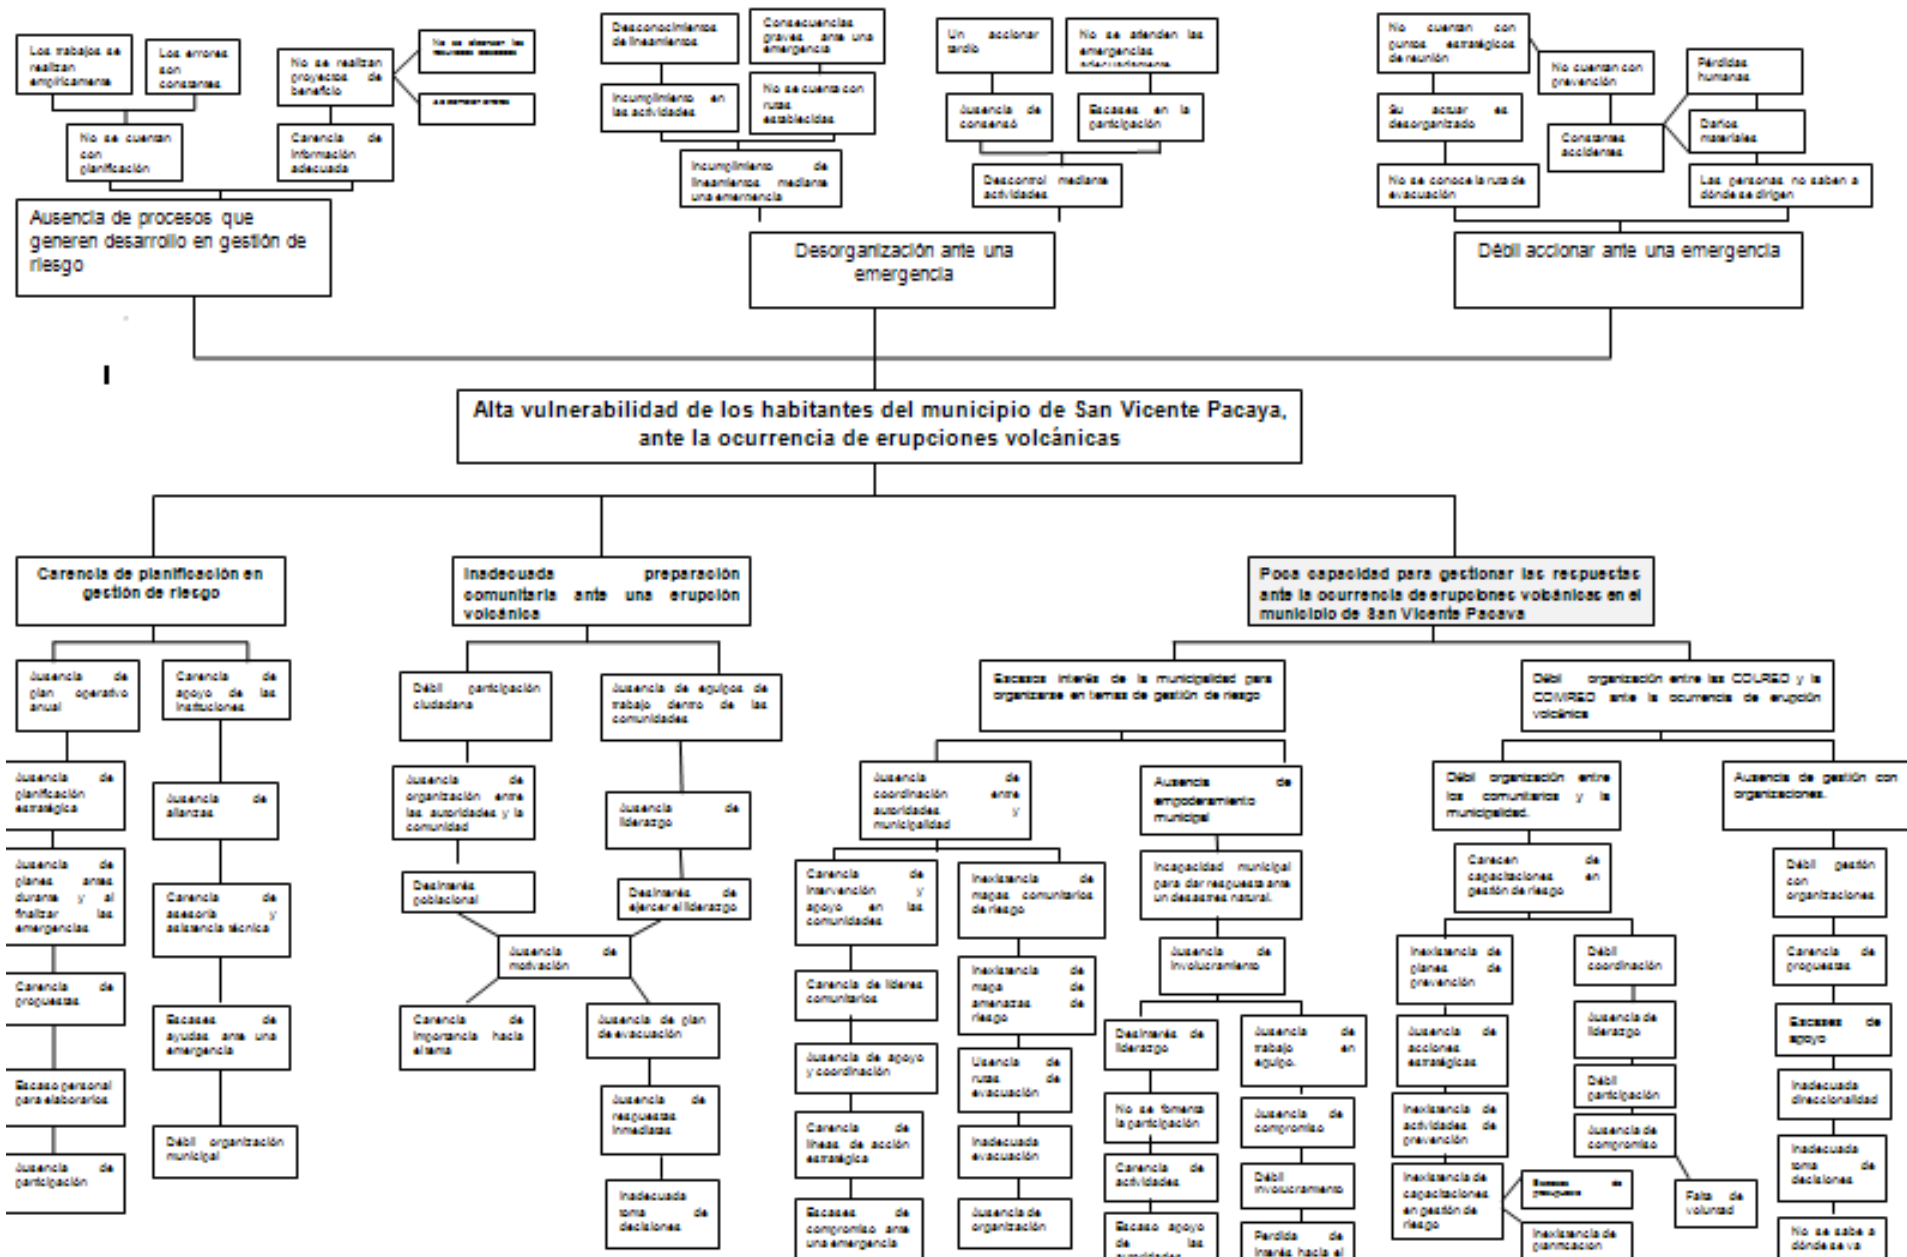 Los trabajos se
realizan
empíricamente
Los errores
son
constantes
No se realizan
proyectos de
beneficio
No se cuentan
con
planificación
Carencia de
información
adecuada
Ausencia de procesos que
generen desarrollo en gestión de
riesgo
Desconocimientos
de lineamientos
Consecuencias
graves ante una
emergencia
Incumplimiento en
las actividades
No se cuenta con
rutas
establecidas
Incumplimiento de
lineamientos mediante
una emernencia
Un accionar
tardío
No se atienden las
emergencias
adecuadamente
Ausencia de
consensó
Escases en la
participación
Descontrol mediante
actividades
Desorganización ante una
emergencia
No cuentan con
puntos estratégicos
de reunión
No cuentan con
prevención
Pérdidas
humanas
Su actuar es
desorganizado
Constantes
accidentes
Daños
materiales
No se conoce la ruta de
evacuación
Las personas no saben a
dónde se dirigen
Débil accionar ante una emergencia
Alta vulnerabilidad de los habitantes del municipio de San Vicente Pacaya,
ante la ocurrencia de erupciones volcánicas
Carencia de planificación en
gestión de riesgo
Ausencia de
plan operativo
anual
Carencia de
apoyo de las
instituciones
Ausencia de
planificación
estratégica
Ausencia de
alianzas
Ausencia de
planes antes
durante y al
finalizar las
emergencias
Carencia de
asesoría y
asistencia técnica
Carencia de
propuestas
Escases de
ayudas ante una
emergencia
Escaso personal
para elaborarlos
Débil organización
municipal
Ausencia de
participación
Inadecuada preparación
comunitaria ante una erupción
volcánica
Débil participación
ciudadana
Ausencia de equipos de
trabajo dentro de las
comunidades
Ausencia de
organización entre
las autoridades y la
comunidad
Ausencia de
liderazgo
Desinterés
poblacional
Desinterés de
ejercer el liderazgo
Ausencia de
motivación
Carencia de
importancia hacia
el tema
Ausencia de plan
de evacuación
Ausencia de
respuestas
inmediatas
Inadecuada
toma de
decisiones
Poca capacidad para gestionar las respuestas
ante la ocurrencia de erupciones volcánicas en el
municipio de San Vicente Pacaya
Escasos interés de la municipalidad para
organizarse en temas de gestión de riesgo
Ausencia de
coordinación entre
autoridades y
municipalidad
Ausencia de
empoderamiento
municipal
Carencia de
intervención y
apoyo en las
comunidades
Inexistencia de
mapas comunitarios
de riesgo
Incapacidad municipal
para dar respuesta ante
un desastres natural.
Carencia de líderes
comunitarios
Inexistencia de
mapa de
amenazas de
riesgo
Ausencia de
involucramiento
Ausencia de apoyo
y coordinación
Usencia de
rutas de
evacuación
Desinterés de
liderazgo
Ausencia de
trabajo en
equipo.
Carencia de
líneas de acción
estratégica
Inadecuada
evacuación
No se fomenta
la participación
Ausencia de
compromiso
Escases de
compromiso ante
una emergencia
Ausencia de
organización
Carencia de
actividades
Débil
involucramiento
Escaso apoyo
de las
autoridades
Perdida de
interés hacia el
Débil organización entre las COLRED y la
COMRED ante la ocurrencia de erupción
volcánica
Débil organización entre
los comunitarios y la
municipalidad.
Ausencia de gestión con
organizaciones.
Carecen de
capacitaciones en
gestión de riesgo
Débil gestión
con
organizaciones
Inexistencia de
planes de
prevención
Débil
coordinación
Carencia de
propuestas
Ausencia de
acciones
estratégicas
Ausencia de
liderazgo
Escases de
apoyo
Inexistencia de
actividades de
prevención
Débil
participación
Inadecuada
direccionalidad
Inexistencia de
capacitaciones
en gestión de
riesgo
Ausencia de
compromiso
Inadecuada
toma de
decisiones
Escases de
presupuesto
Inexistencia de
planificacion
Falta de
voluntad
No se sabe a
dónde se va